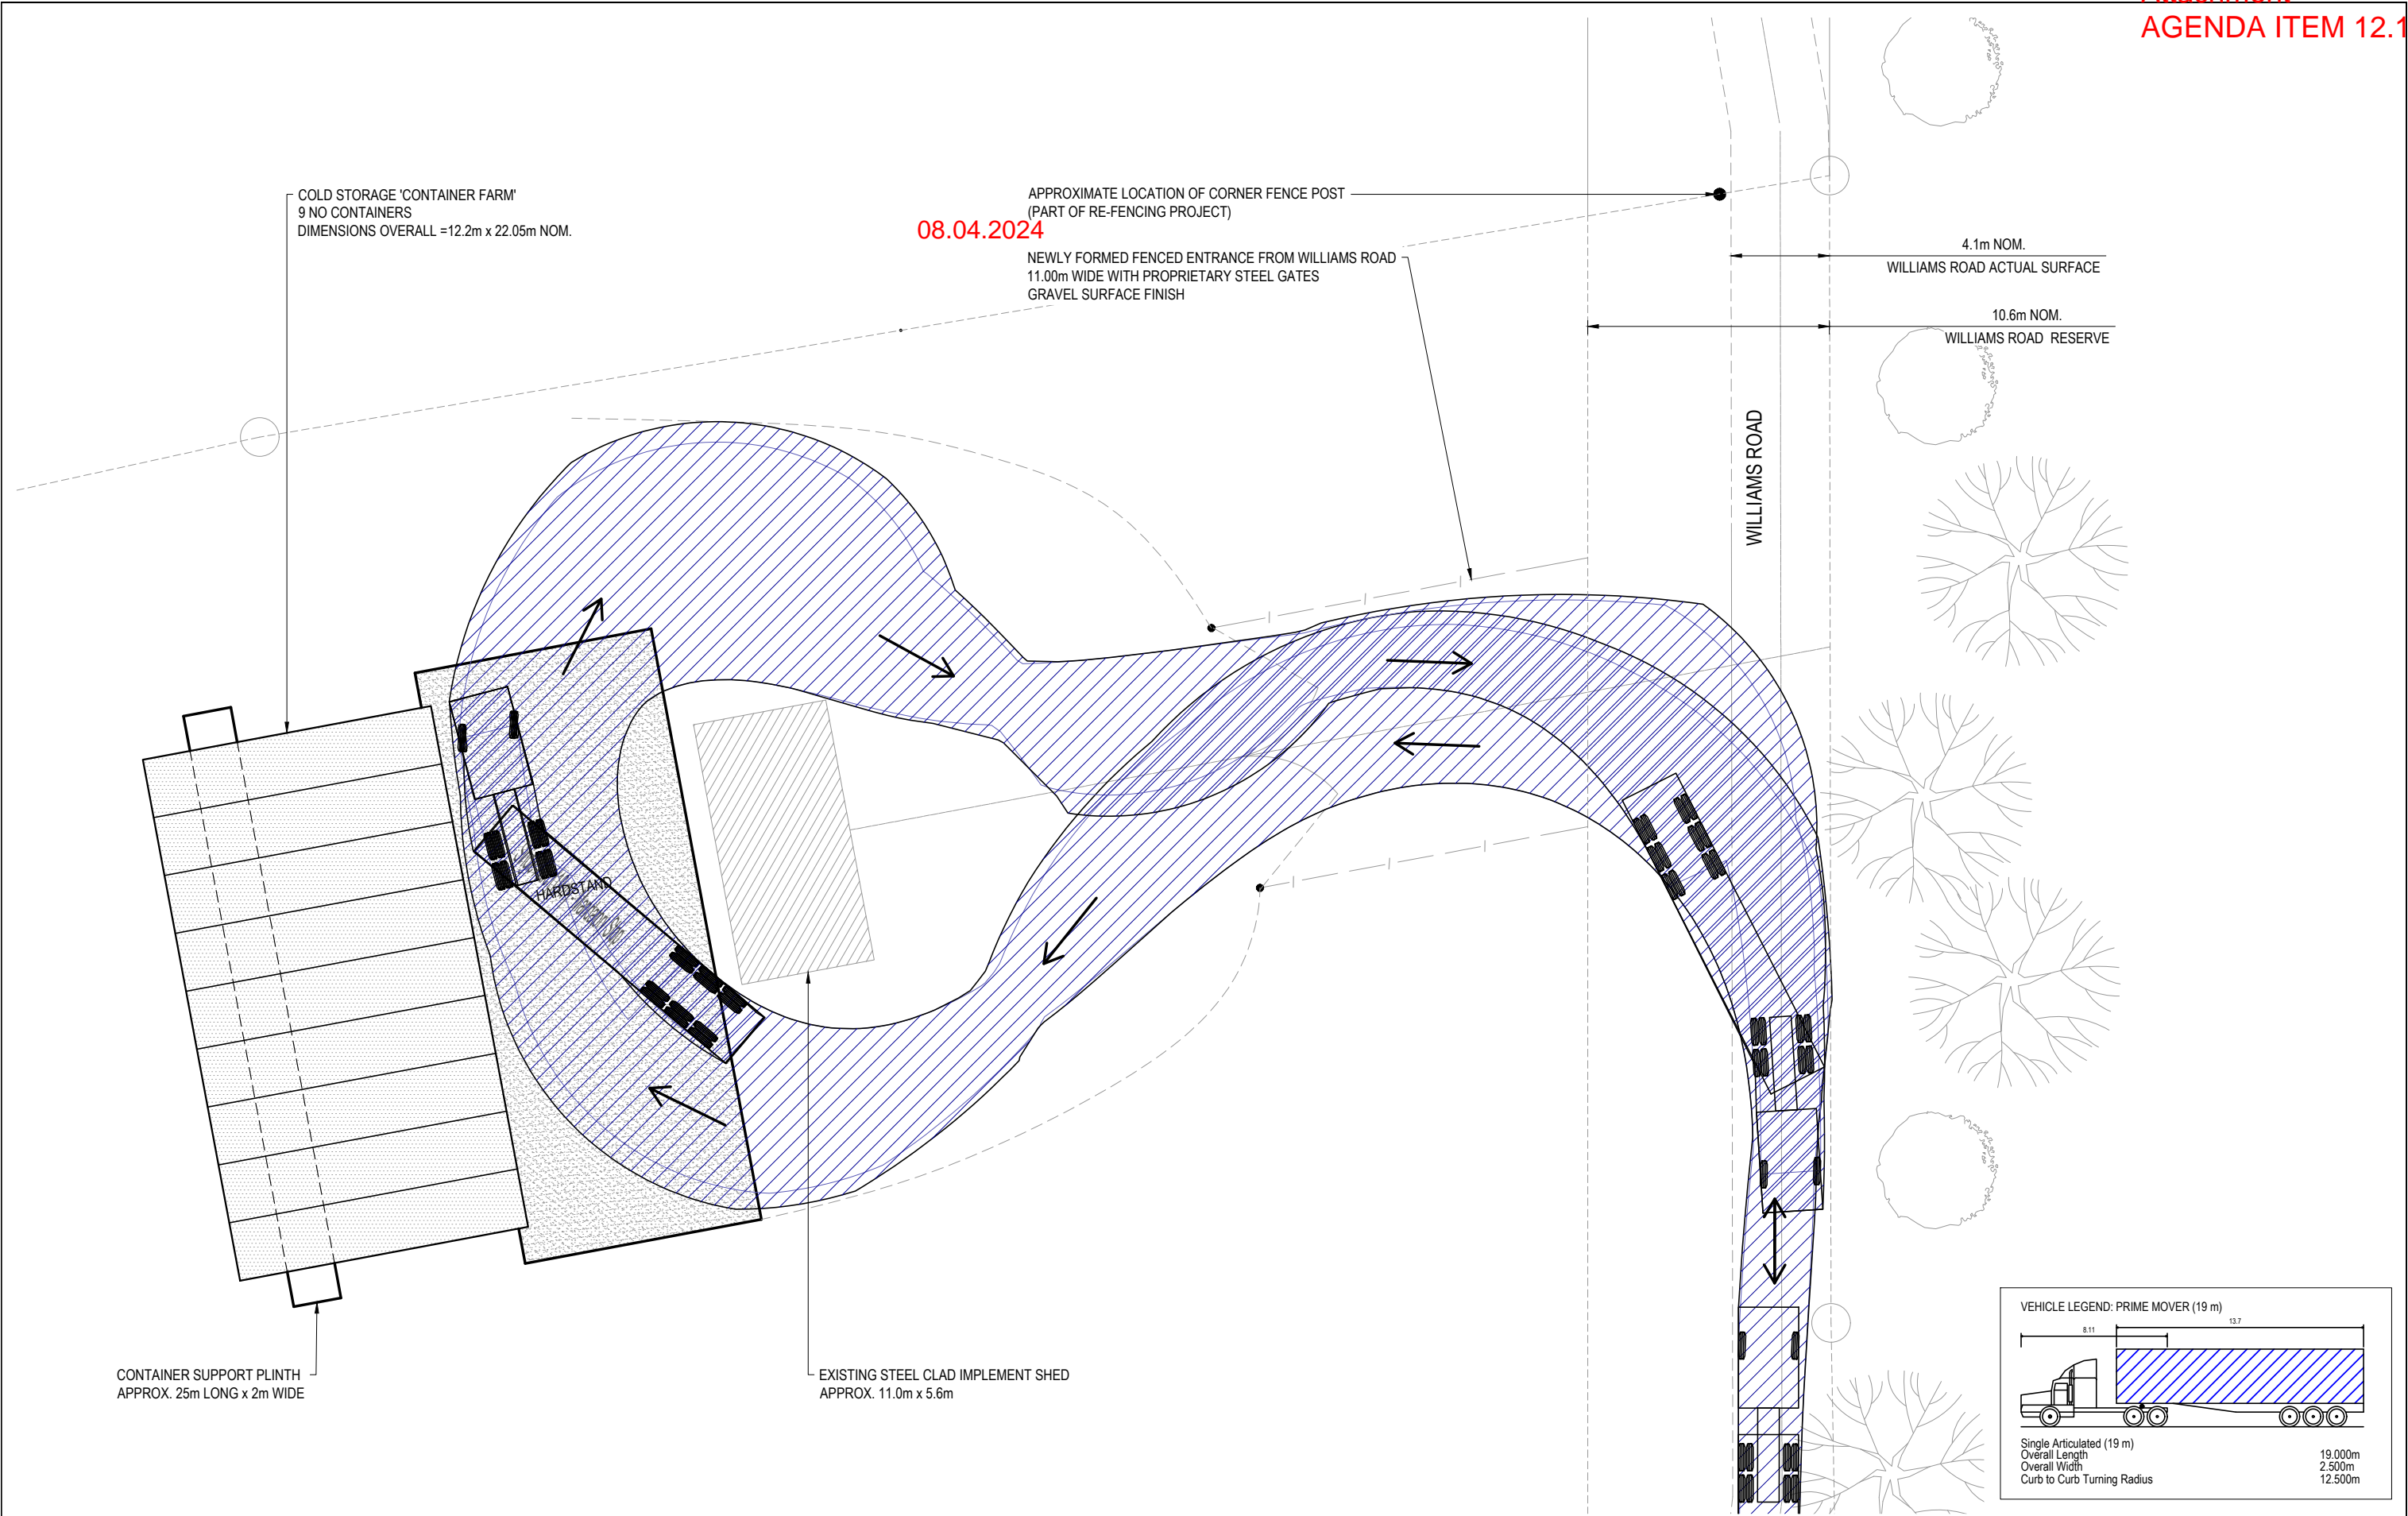 AGENDA ITEM 12.1
COLD STORAGE 'CONTAINER FARM'
9 NO CONTAINERS
DIMENSIONS OVERALL =12.2m x 22.05m NOM.
08.04.2024
APPROXIMATE LOCATION OF CORNER FENCE POST
(PART OF RE-FENCING PROJECT)
NEWLY FORMED FENCED ENTRANCE FROM WILLIAMS ROAD
11.00m WIDE WITH PROPRIETARY STEEL GATES
GRAVEL SURFACE FINISH
4.1m NOM.
WILLIAMS ROAD ACTUAL SURFACE
10.6m NOM.
WILLIAMS ROAD RESERVE
WILLIAMS ROAD
HARDSTAND
CONTAINER SUPPORT PLINTH
APPROX. 25m LONG x 2m WIDE
EXISTING STEEL CLAD IMPLEMENT SHED
APPROX. 11.0m x 5.6m
VEHICLE LEGEND: PRIME MOVER (19 m)
13.7
8.11
Single Articulated (19 m)
Overall Length 19.000m
Overall Width 2.500m
Curb to Curb Turning Radius 12.500m